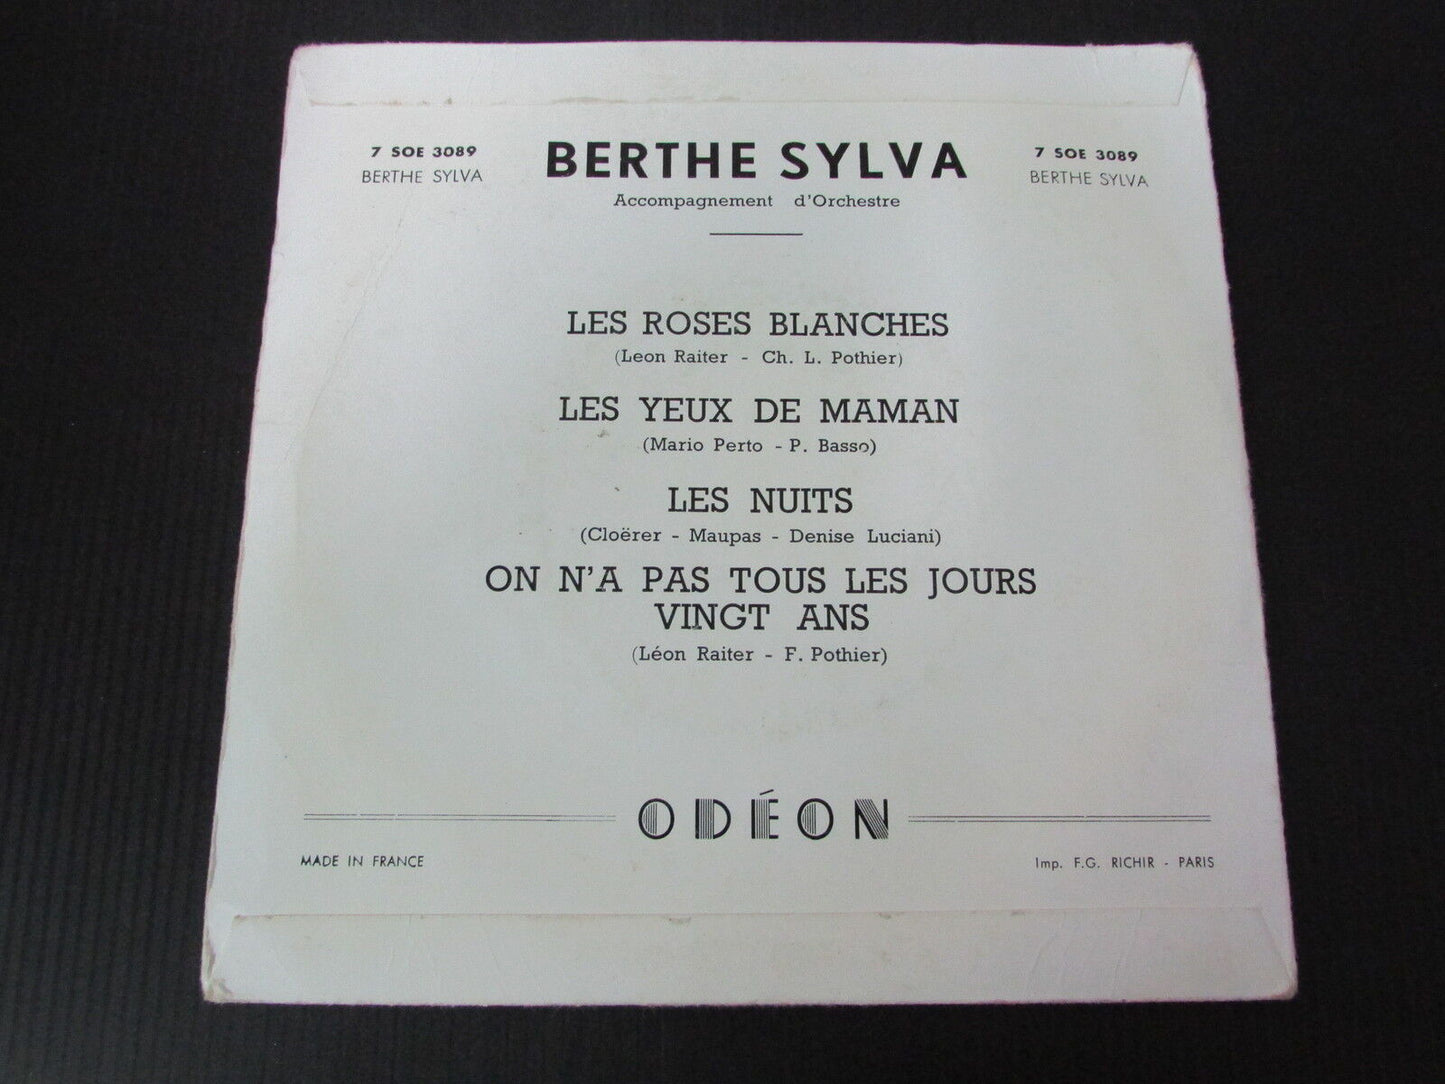 7 SOE 3089
BERTHE SYLVA
BERTHE SYLVA
Accompagnement d'Orchestre
7 SOE 3089
BERTHE SYLVA
LES ROSES BLANCHES
(Leon Raiter - Ch. L. Pothier)
LES YEUX DE MAMAN
(Mario Perto - P. Basso)
LES NUITS
(Cloërer - Maupas - Denise Luciani)
ON N'A PAS TOUS LES JOURS
VINGT ANS
(Léon Raiter - F. Pothier)
ODÉON
MADE IN FRANCE
Imp. F.G. RICHIR - PARIS